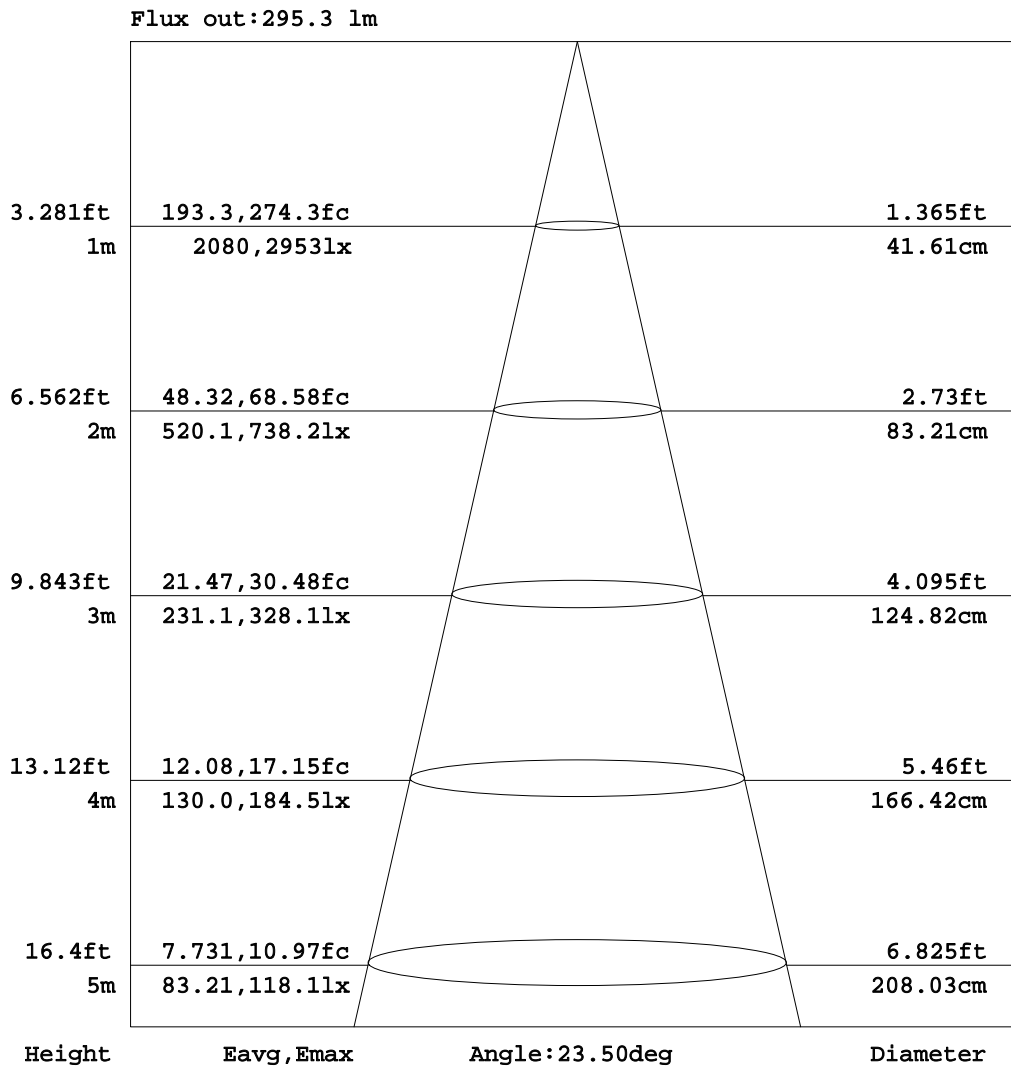 Flux out:295.3 lm
3.281ft 193.3,274.3fc 1.365ft
1m 2080,2953lx 41.61cm
6.562ft 48.32,68.58fc 2.73ft
2m 520.1,738.2lx 83.21cm
9.843ft 21.47,30.48fc 4.095ft
3m 231.1,328.1lx 124.82cm
13.12ft 12.08,17.15fc 5.46ft
4m 130.0,184.5lx 166.42cm
16.4ft 7.731,10.97fc 6.825ft
5m 83.21,118.1lx 208.03cm
Height Eavg,Emax Angle:23.50deg Diameter